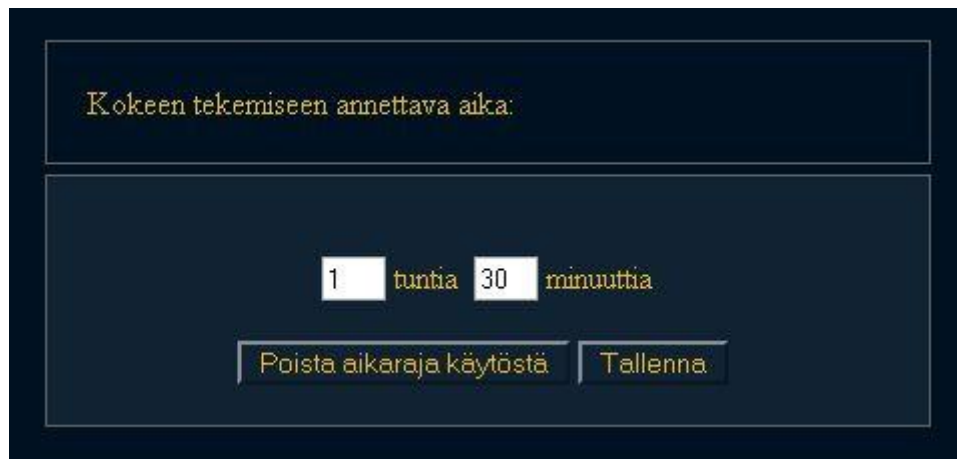 Kokeen tekemiseen annettava aika:
1 tuntia 30 minuuttia
Poista aikaraja käytöstä Tallenna